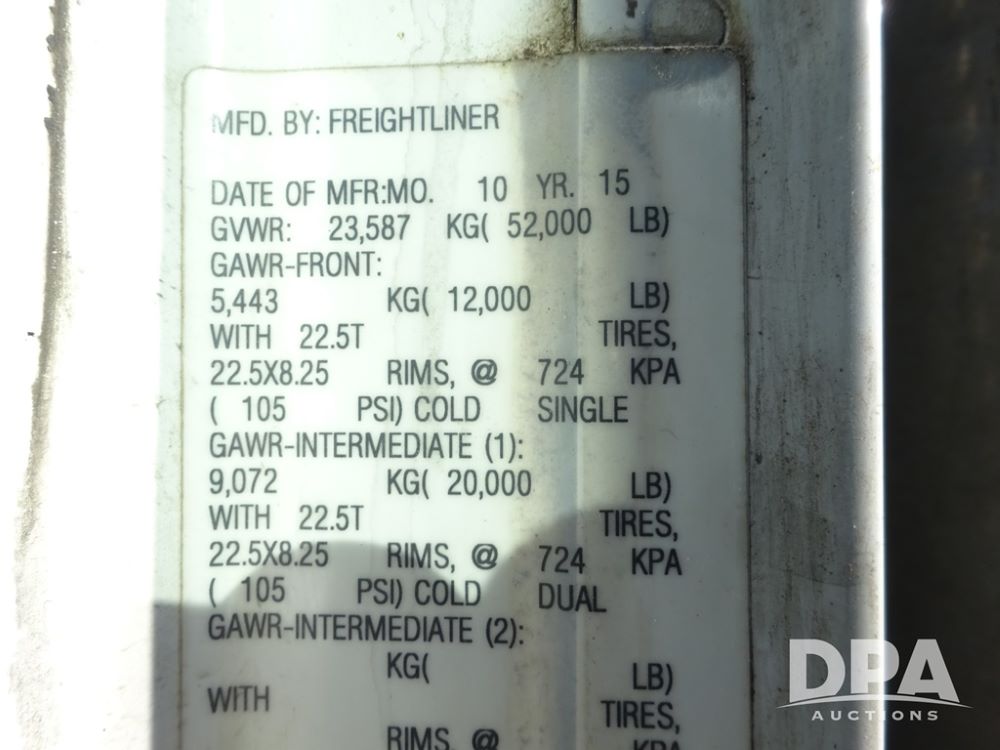 MFD. BY: FREIGHTLINER
DATE OF MFR:MO. 10 YR. 15
GVWR: 23,587 KG( 52,000 LB)
GAWR-FRONT:
5,443 KG( 12,000 LB)
WITH 22.5T TIRES,
22.5X8.25 RIMS, @ 724 KPA
( 105 PSI) COLD SINGLE
GAWR-INTERMEDIATE (1):
9,072 KG( 20,000 LB)
WITH 22.5T TIRES,
22.5X8.25 RIMS, @ 724 KPA
( 105 PSI) COLD DUAL
GAWR-INTERMEDIATE (2):
KG( LB)
WITH TIRES,
RIMS, @ KPA
DPA
AUCTIONS